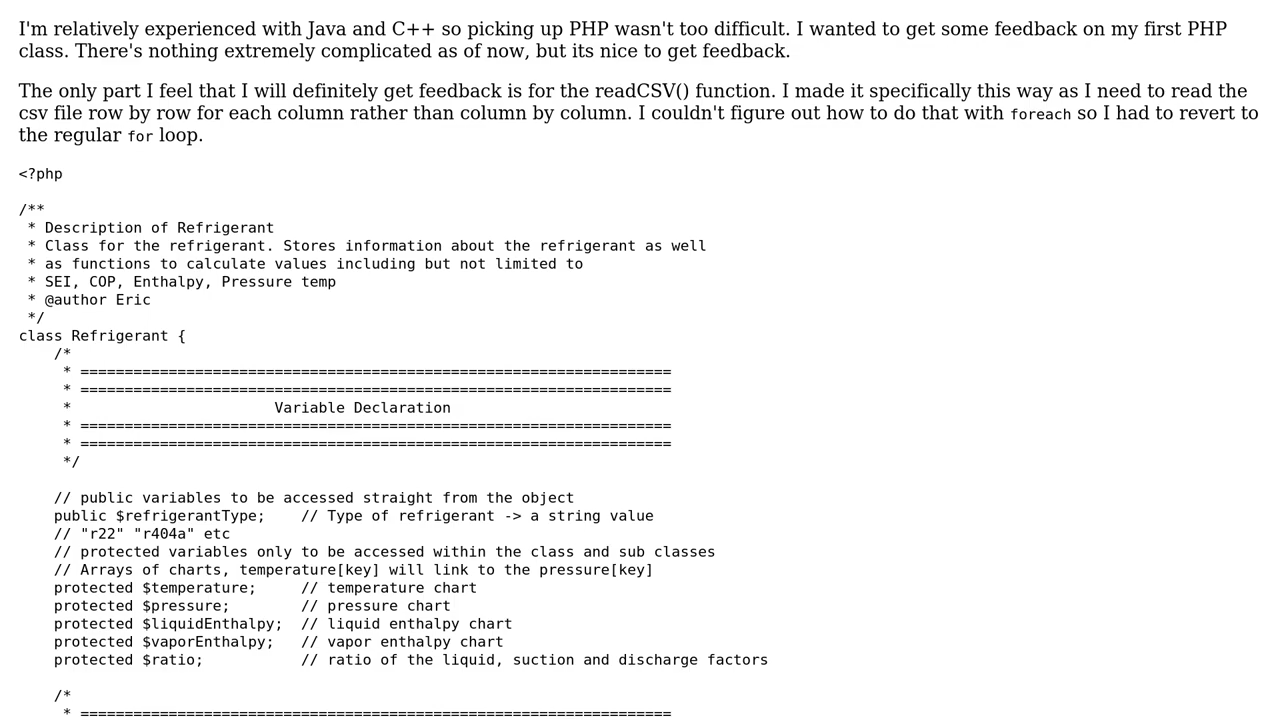 I'm relatively experienced with Java and C++ so picking up PHP wasn't too difficult. I wanted to get some feedback on my first PHP
class. There's nothing extremely complicated as of now, but its nice to get feedback.
The only part I feel that I will definitely get feedback is for the readCSV() function. I made it specifically this way as I need to read the
csv file row by row for each column rather than column by column. I couldn't figure out how to do that with foreach so I had to revert to
the regular for loop.
<?php
/**
 * Description of Refrigerant
 * Class for the refrigerant. Stores information about the refrigerant as well
 * as functions to calculate values including but not limited to
 * SEI, COP, Enthalpy, Pressure temp
 * @author Eric
 */
class Refrigerant {
    /*
     * ===================================================================
     * ===================================================================
     *                       Variable Declaration
     * ===================================================================
     * ===================================================================
     */
    // public variables to be accessed straight from the object
    public $refrigerantType;    // Type of refrigerant -> a string value
    // "r22" "r404a" etc
    // protected variables only to be accessed within the class and sub classes
    // Arrays of charts, temperature[key] will link to the pressure[key]
    protected $temperature;     // temperature chart
    protected $pressure;        // pressure chart
    protected $liquidEnthalpy;  // liquid enthalpy chart
    protected $vaporEnthalpy;   // vapor enthalpy chart
    protected $ratio;           // ratio of the liquid, suction and discharge factors
    /*
     * ===================================================================